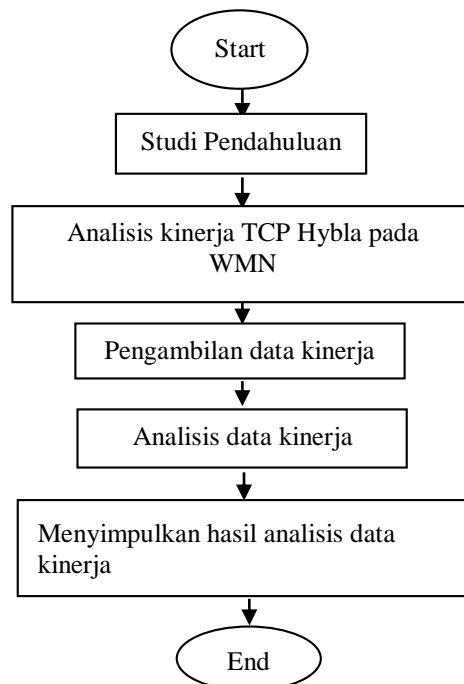 Start
Studi Pendahuluan
Analisis kinerja TCP Hybla pada
WMN
Pengambilan data kinerja
Analisis data kinerja
Menyimpulkan hasil analisis data
kinerja
End